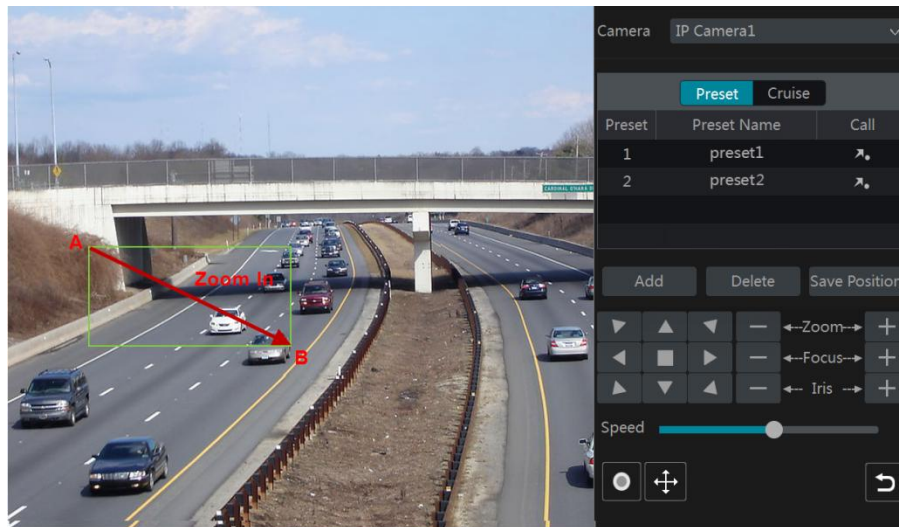 Camera IP Camera1
Preset Cruise
Preset Preset Name Call
1 preset1
2 preset2
Add Delete Save Position
Zoom
Focus
Iris
Speed
A
Zoom In
B